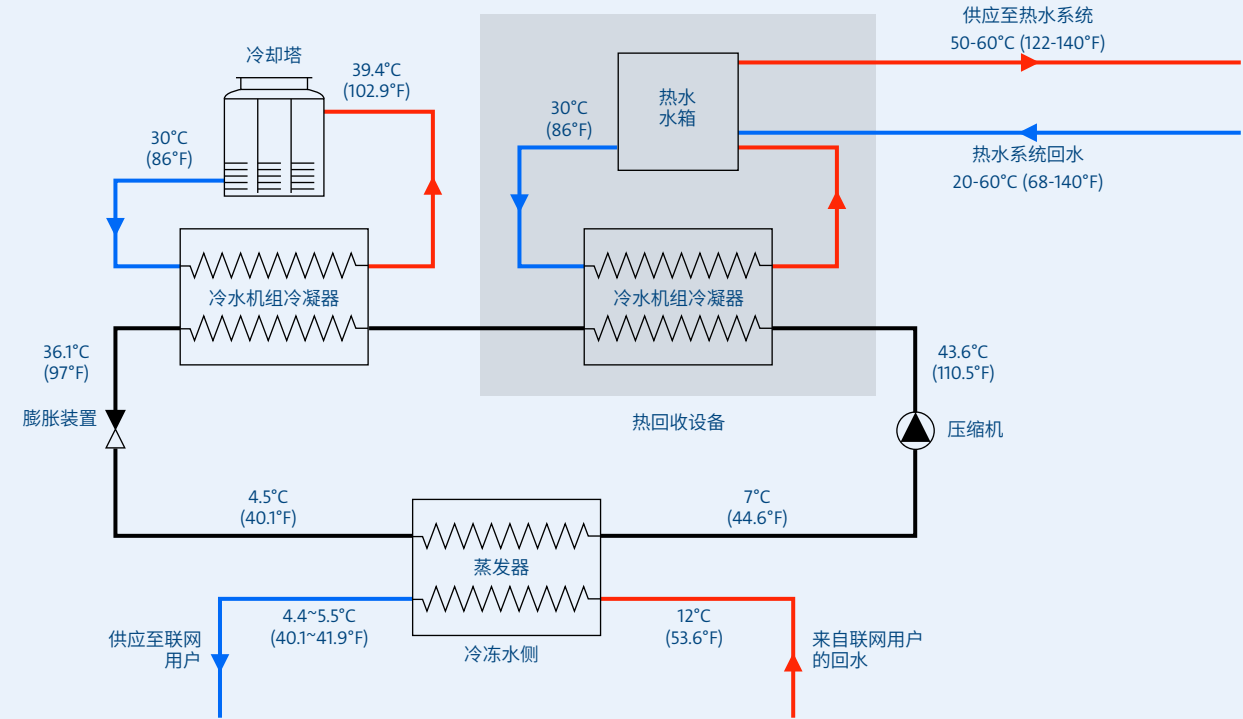 供应至热水系统
50-60°C (122-140°F)
冷却塔
39.4°C
(102.9°F)
30°C
(86°F)
热水
水箱
30°C
(86°F)
热水系统回水
20-60°C (68-140°F)
冷水机组冷凝器
冷水机组冷凝器
36.1°C
(97°F)
43.6°C
(110.5°F)
膨胀装置
热回收设备
压缩机
4.5°C
(40.1°F)
7°C
(44.6°F)
蒸发器
4.4~5.5°C
(40.1~41.9°F)
12°C
(53.6°F)
供应至联网
用户
冷冻水侧
来自联网用户
的回水